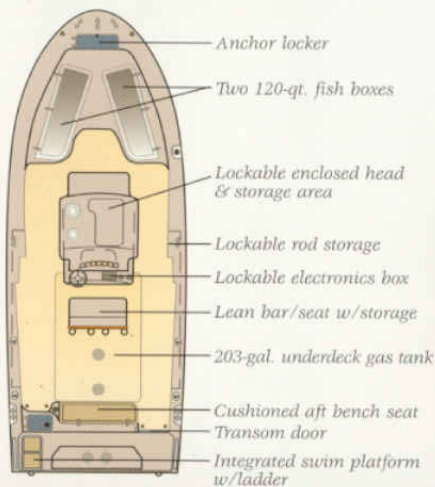 Anchor locker
Two 120-qt. fish boxes
Lockable enclosed head
& storage area
Lockable rod storage
Lockable electronics box
Lean bar/seat w/storage
203-gal. underdeck gas tank
Cushioned aft bench seat
Transom door
Integrated swim platform
w/ladder